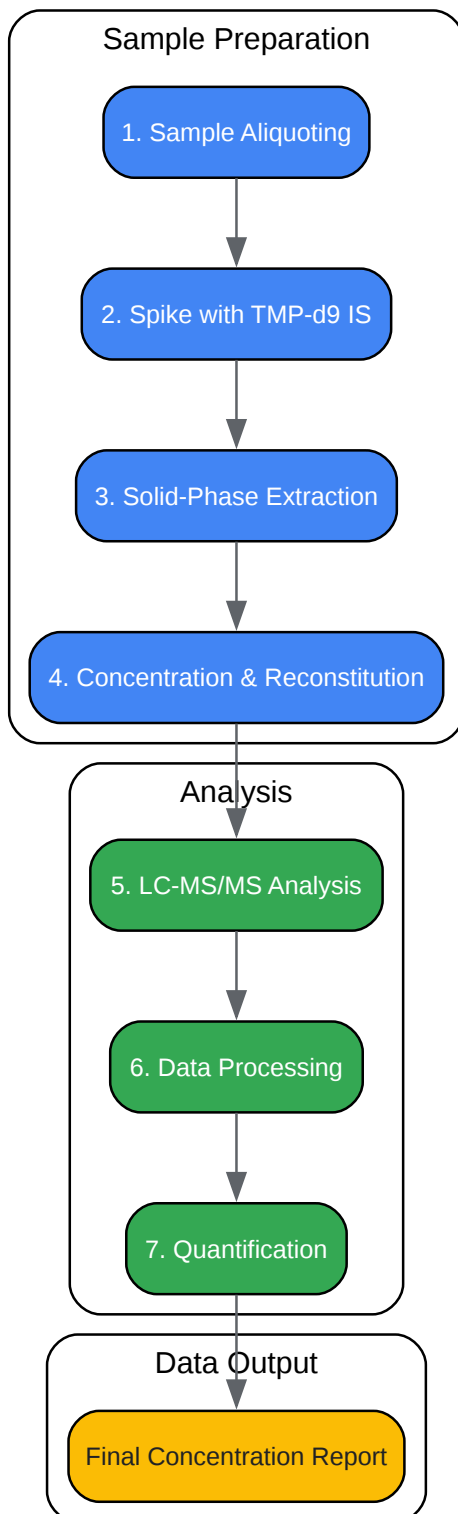 Sample Preparation
1. Sample Aliquoting
2. Spike with TMP-d9 IS
3. Solid-Phase Extraction
4. Concentration & Reconstitution
Analysis
5. LC-MS/MS Analysis
6. Data Processing
7. Quantification
Data Output
Final Concentration Report